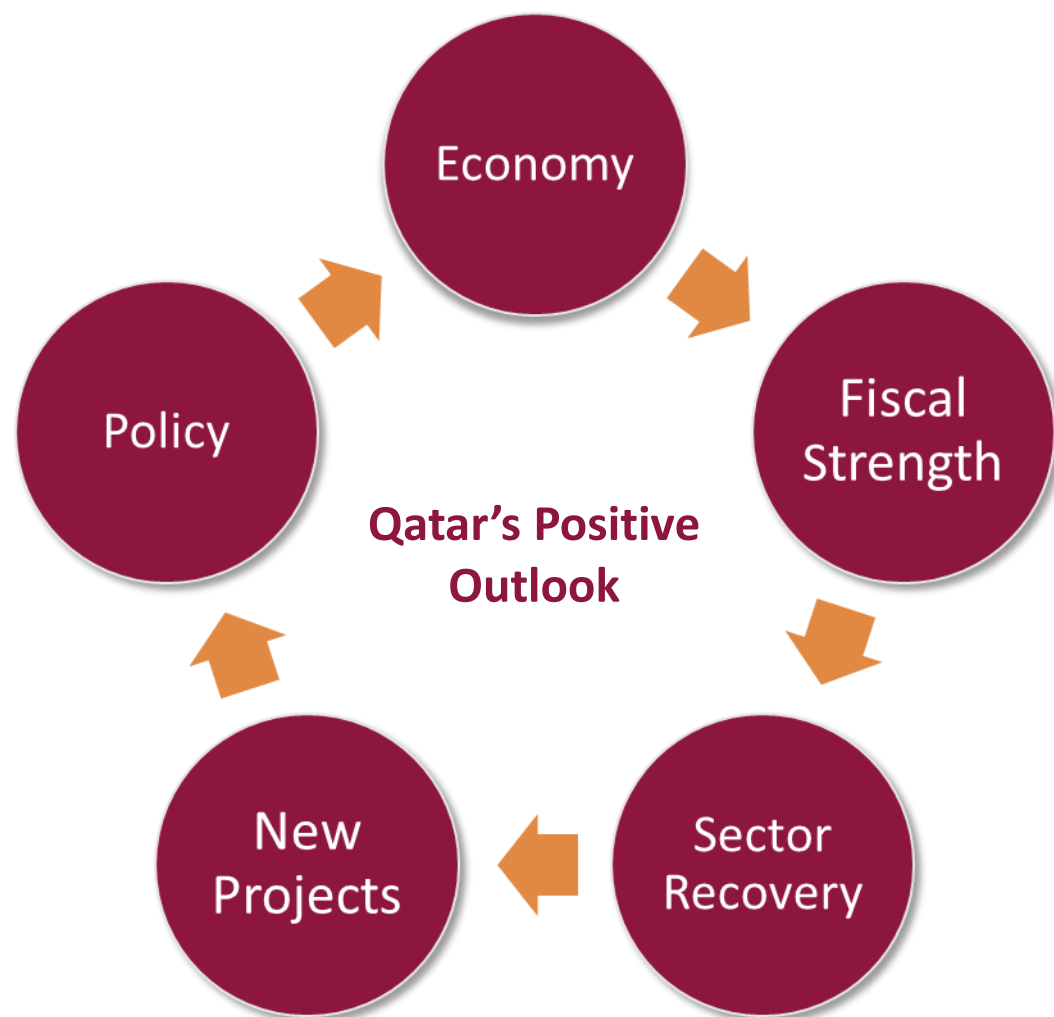 Economy
Fiscal
Strength
Sector
Recovery
New
Projects
Policy
Qatar’s Positive
Outlook